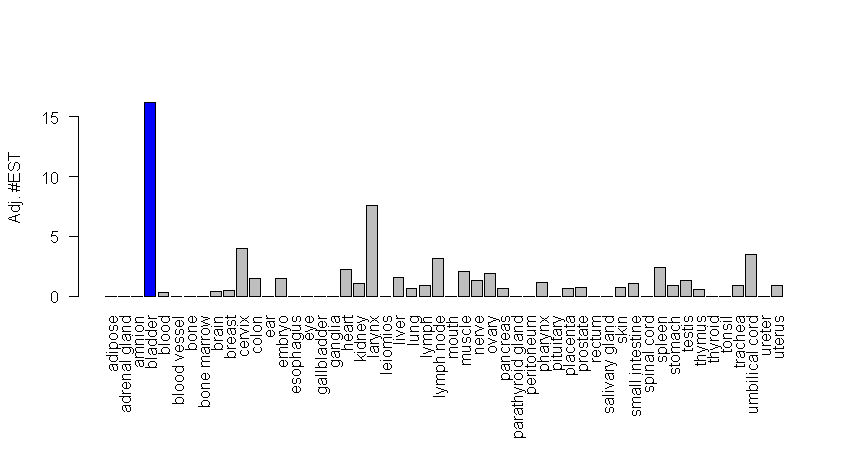 Adj. #EST
15
10
5
0
adipose
adrenal gland
amnion
bladder
blood
blood vessel
bone
bone marrow
brain
breast
cervix
colon
ear
embryo
esophagus
eye
gallbladder
ganglia
heart
kidney
larynx
leiomios
liver
lung
lymph
lymph node
mouth
muscle
nerve
ovary
pancreas
parathyroid gland
peritoneum
pharynx
pituitary
placenta
prostate
rectum
salivary gland
skin
small intestine
spinal cord
spleen
stomach
testis
thymus
thyroid
tonsil
trachea
umbilical cord
ureter
uterus